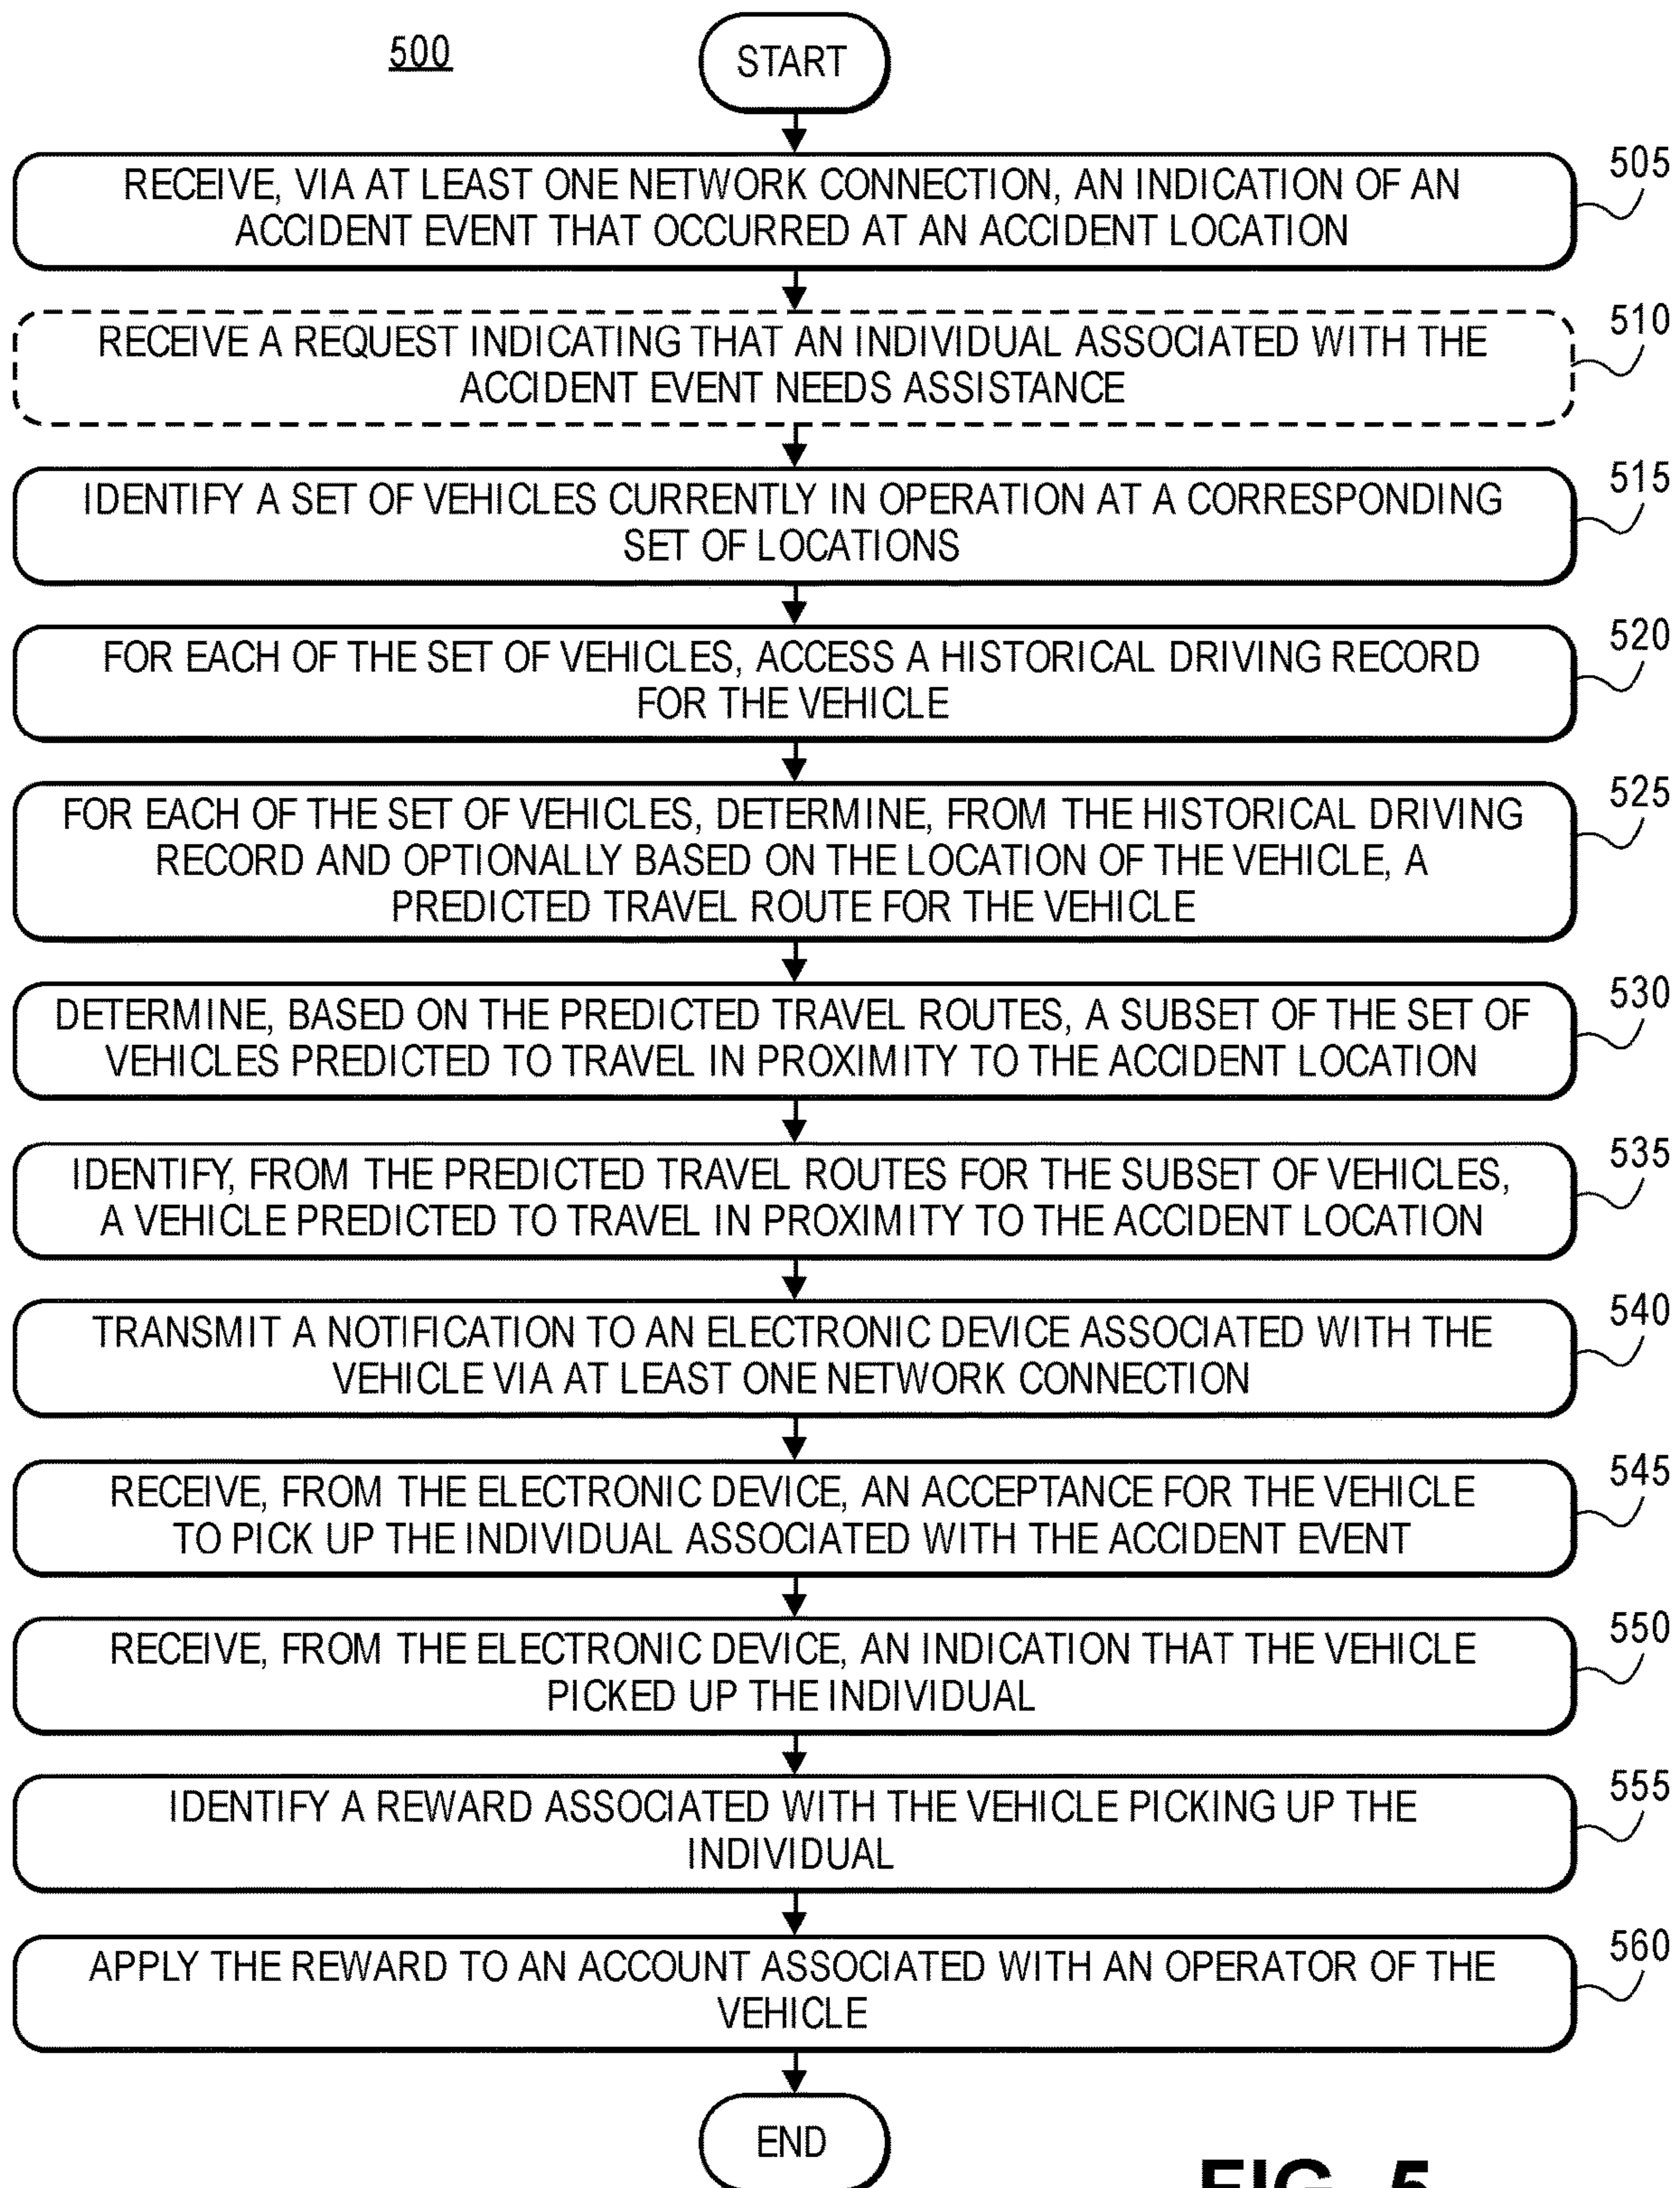 500
START
RECEIVE, VIA AT LEAST ONE NETWORK CONNECTION, AN INDICATION OF AN
ACCIDENT EVENT THAT OCCURRED AT AN ACCIDENT LOCATION
505
RECEIVE A REQUEST INDICATING THAT AN INDIVIDUAL ASSOCIATED WITH THE
ACCIDENT EVENT NEEDS ASSISTANCE
510
IDENTIFY A SET OF VEHICLES CURRENTLY IN OPERATION AT A CORRESPONDING
SET OF LOCATIONS
515
FOR EACH OF THE SET OF VEHICLES, ACCESS A HISTORICAL DRIVING RECORD
FOR THE VEHICLE
520
FOR EACH OF THE SET OF VEHICLES, DETERMINE, FROM THE HISTORICAL DRIVING
RECORD AND OPTIONALLY BASED ON THE LOCATION OF THE VEHICLE, A
PREDICTED TRAVEL ROUTE FOR THE VEHICLE
525
DETERMINE, BASED ON THE PREDICTED TRAVEL ROUTES, A SUBSET OF THE SET OF
VEHICLES PREDICTED TO TRAVEL IN PROXIMITY TO THE ACCIDENT LOCATION
530
IDENTIFY, FROM THE PREDICTED TRAVEL ROUTES FOR THE SUBSET OF VEHICLES,
A VEHICLE PREDICTED TO TRAVEL IN PROXIMITY TO THE ACCIDENT LOCATION
535
TRANSMIT A NOTIFICATION TO AN ELECTRONIC DEVICE ASSOCIATED WITH THE
VEHICLE VIA AT LEAST ONE NETWORK CONNECTION
540
RECEIVE, FROM THE ELECTRONIC DEVICE, AN ACCEPTANCE FOR THE VEHICLE
TO PICK UP THE INDIVIDUAL ASSOCIATED WITH THE ACCIDENT EVENT
545
RECEIVE, FROM THE ELECTRONIC DEVICE, AN INDICATION THAT THE VEHICLE
PICKED UP THE INDIVIDUAL
550
IDENTIFY A REWARD ASSOCIATED WITH THE VEHICLE PICKING UP THE
INDIVIDUAL
555
APPLY THE REWARD TO AN ACCOUNT ASSOCIATED WITH AN OPERATOR OF THE
VEHICLE
560
END
FIG. 5